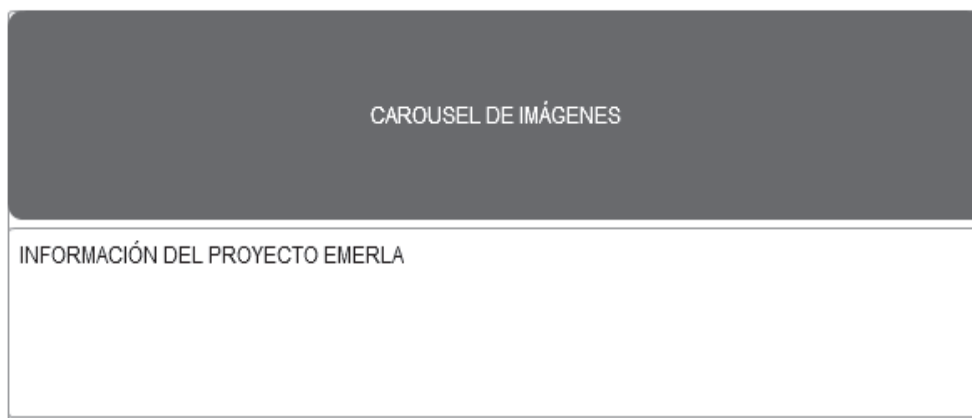 CAROUSEL DE IMÁGENES
INFORMACIÓN DEL PROYECTO EMERLA